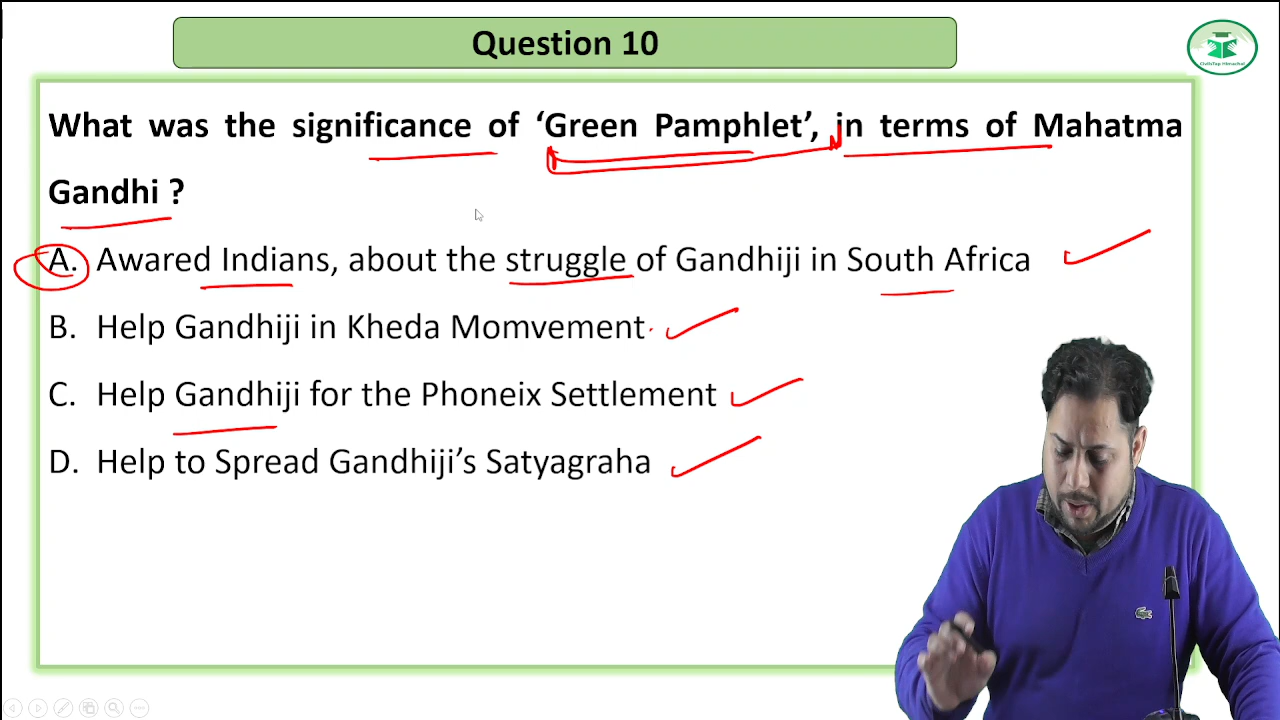 Question 10
CivilsTap Himachal
What was the significance of ‘Green Pamphlet’, in terms of Mahatma
Gandhi ?
A. Awared Indians, about the struggle of Gandhiji in South Africa
B. Help Gandhiji in Kheda Momvement
C. Help Gandhiji for the Phoneix Settlement
D. Help to Spread Gandhiji’s Satyagraha